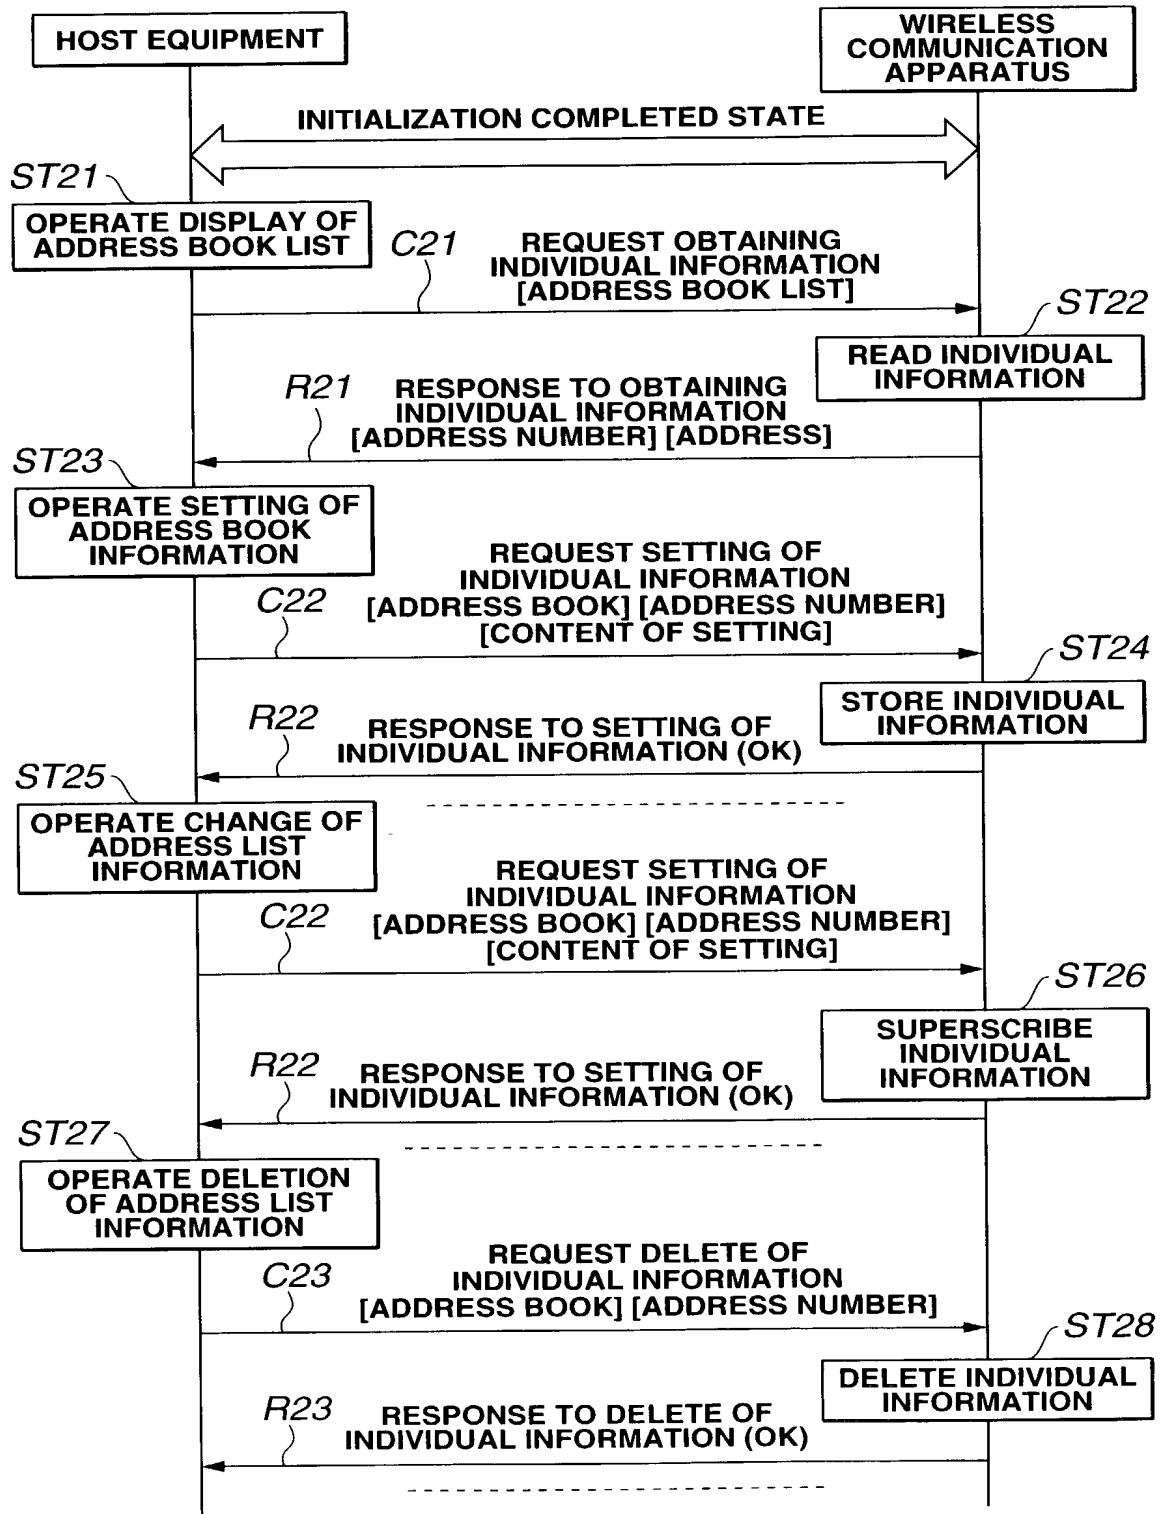 HOST EQUIPMENT
WIRELESS
COMMUNICATION
APPARATUS
INITIALIZATION COMPLETED STATE
ST21
OPERATE DISPLAY OF
ADDRESS BOOK LIST
C21
REQUEST OBTAINING
INDIVIDUAL INFORMATION
[ADDRESS BOOK LIST]
ST22
READ INDIVIDUAL
INFORMATION
R21
RESPONSE TO OBTAINING
INDIVIDUAL INFORMATION
[ADDRESS NUMBER] [ADDRESS]
ST23
OPERATE SETTING OF
ADDRESS BOOK
INFORMATION
C22
REQUEST SETTING OF
INDIVIDUAL INFORMATION
[ADDRESS BOOK] [ADDRESS NUMBER]
[CONTENT OF SETTING]
ST24
STORE INDIVIDUAL
INFORMATION
R22
RESPONSE TO SETTING OF
INDIVIDUAL INFORMATION (OK)
ST25
OPERATE CHANGE OF
ADDRESS LIST
INFORMATION
C22
REQUEST SETTING OF
INDIVIDUAL INFORMATION
[ADDRESS BOOK] [ADDRESS NUMBER]
[CONTENT OF SETTING]
ST26
SUPERSCRIBE
INDIVIDUAL
INFORMATION
R22
RESPONSE TO SETTING OF
INDIVIDUAL INFORMATION (OK)
ST27
OPERATE DELETION
OF ADDRESS LIST
INFORMATION
C23
REQUEST DELETE OF
INDIVIDUAL INFORMATION
[ADDRESS BOOK] [ADDRESS NUMBER]
ST28
DELETE INDIVIDUAL
INFORMATION
R23
RESPONSE TO DELETE OF
INDIVIDUAL INFORMATION (OK)